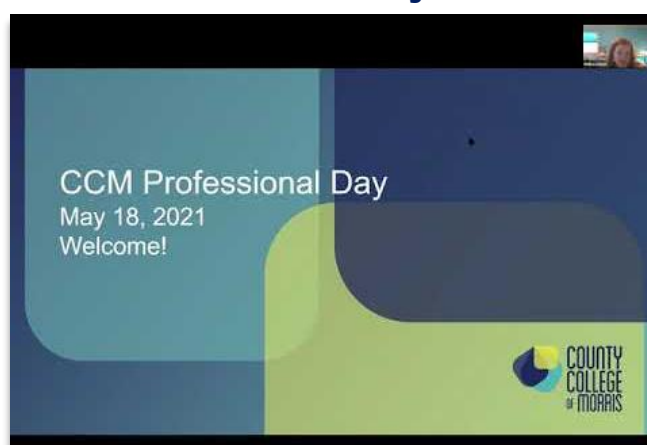 CCM Professional Day
May 18, 2021
Welcome!
COUNTY
COLLEGE
OF MORRIS